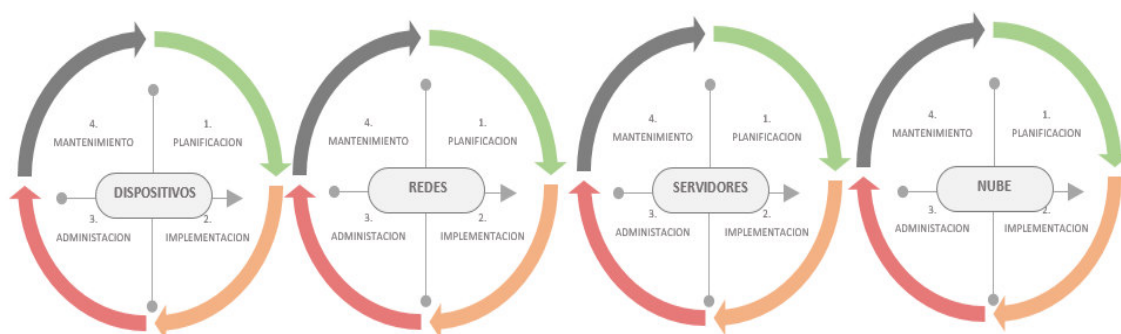 4.
MANTENIMIENTO
1.
PLANIFICACION
DISPOSITIVOS
3.
ADMINISTACION
2.
IMPLEMENTACION
4.
MANTENIMIENTO
1.
PLANIFICACION
REDES
3.
ADMINISTACION
2.
IMPLEMENTACION
4.
MANTENIMIENTO
1.
PLANIFICACION
SERVIDORES
3.
ADMINISTACION
2.
IMPLEMENTACION
4.
MANTENIMIENTO
1.
PLANIFICACION
NUBE
3.
ADMINISTACION
2.
IMPLEMENTACION